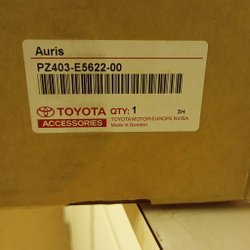 Auris
PZ403-E5622-00
TOYOTA QTY: 1 3H
ACCESSORIES TOYOTA MOTOR EUROPE NV/SA
Made in Sweden